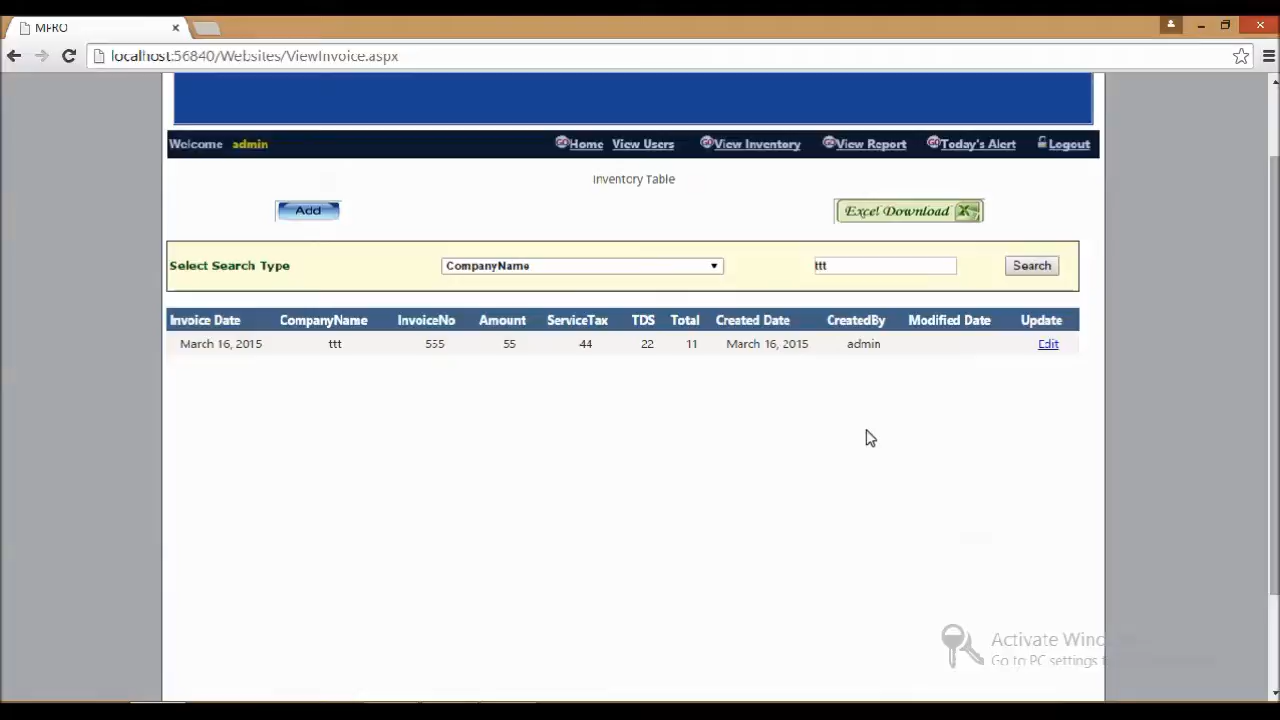 MFRO
localhost:56840/Websites/ViewInvoice.aspx
Welcome admin Home View Users View Inventory View Report Today's Alert Logout
Inventory Table
Add Excel Download
Select Search Type CompanyName ttt Search
Invoice Date CompanyName InvoiceNo Amount ServiceTax TDS Total Created Date CreatedBy Modified Date Update
March 16, 2015 ttt 555 55 44 22 11 March 16, 2015 admin Edit
Activate
Go to PC settings